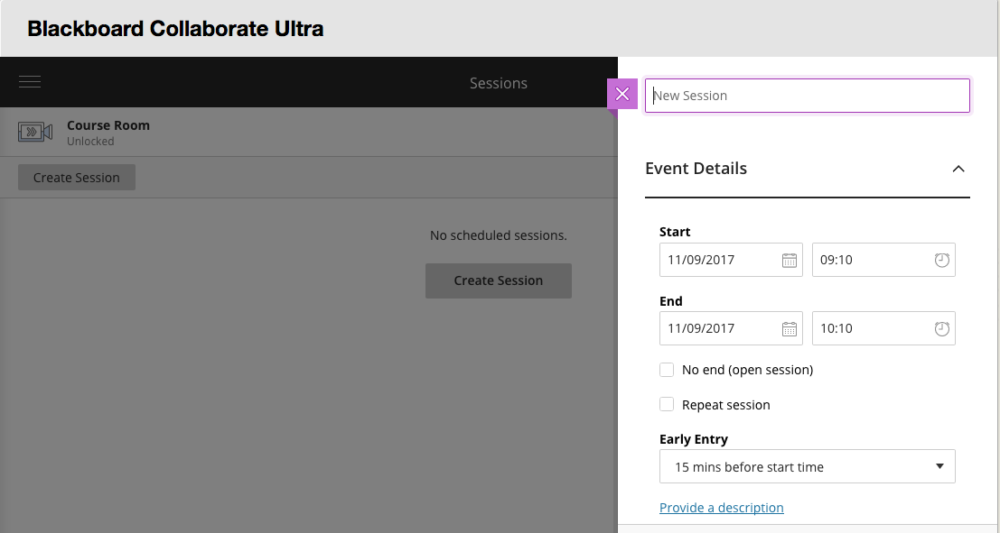 Blackboard Collaborate Ultra
Sessions
Course Room
Unlocked
Create Session
No scheduled sessions.
Create Session
New Session
Event Details
Start
11/09/2017 09:10
End
11/09/2017 10:10
No end (open session)
Repeat session
Early Entry
15 mins before start time
Provide a description